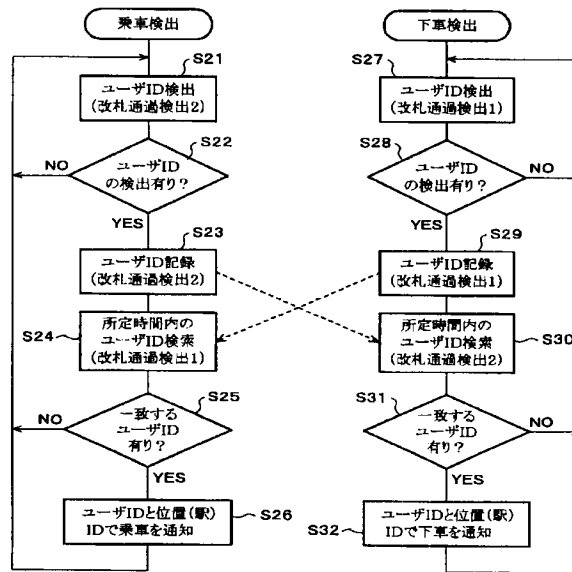 乗車検出
S21
ユーザID検出
(改札通過検出2)
S22
ユーザID
の検出有り?
NO
YES
S23
ユーザID記録
(改札通過検出2)
S24
所定時間内の
ユーザID検索
(改札通過検出1)
S25
一致する
ユーザID
有り?
NO
YES
ユーザIDと位置(駅)
IDで乗車を通知
S26
下車検出
S27
ユーザID検出
(改札通過検出1)
S28
ユーザID
の検出有り?
NO
YES
S29
ユーザID記録
(改札通過検出1)
所定時間内の
ユーザID検索
(改札通過検出2)
S30
S31
一致する
ユーザID
有り?
NO
YES
ユーザIDと位置(駅)
IDで下車を通知
S32